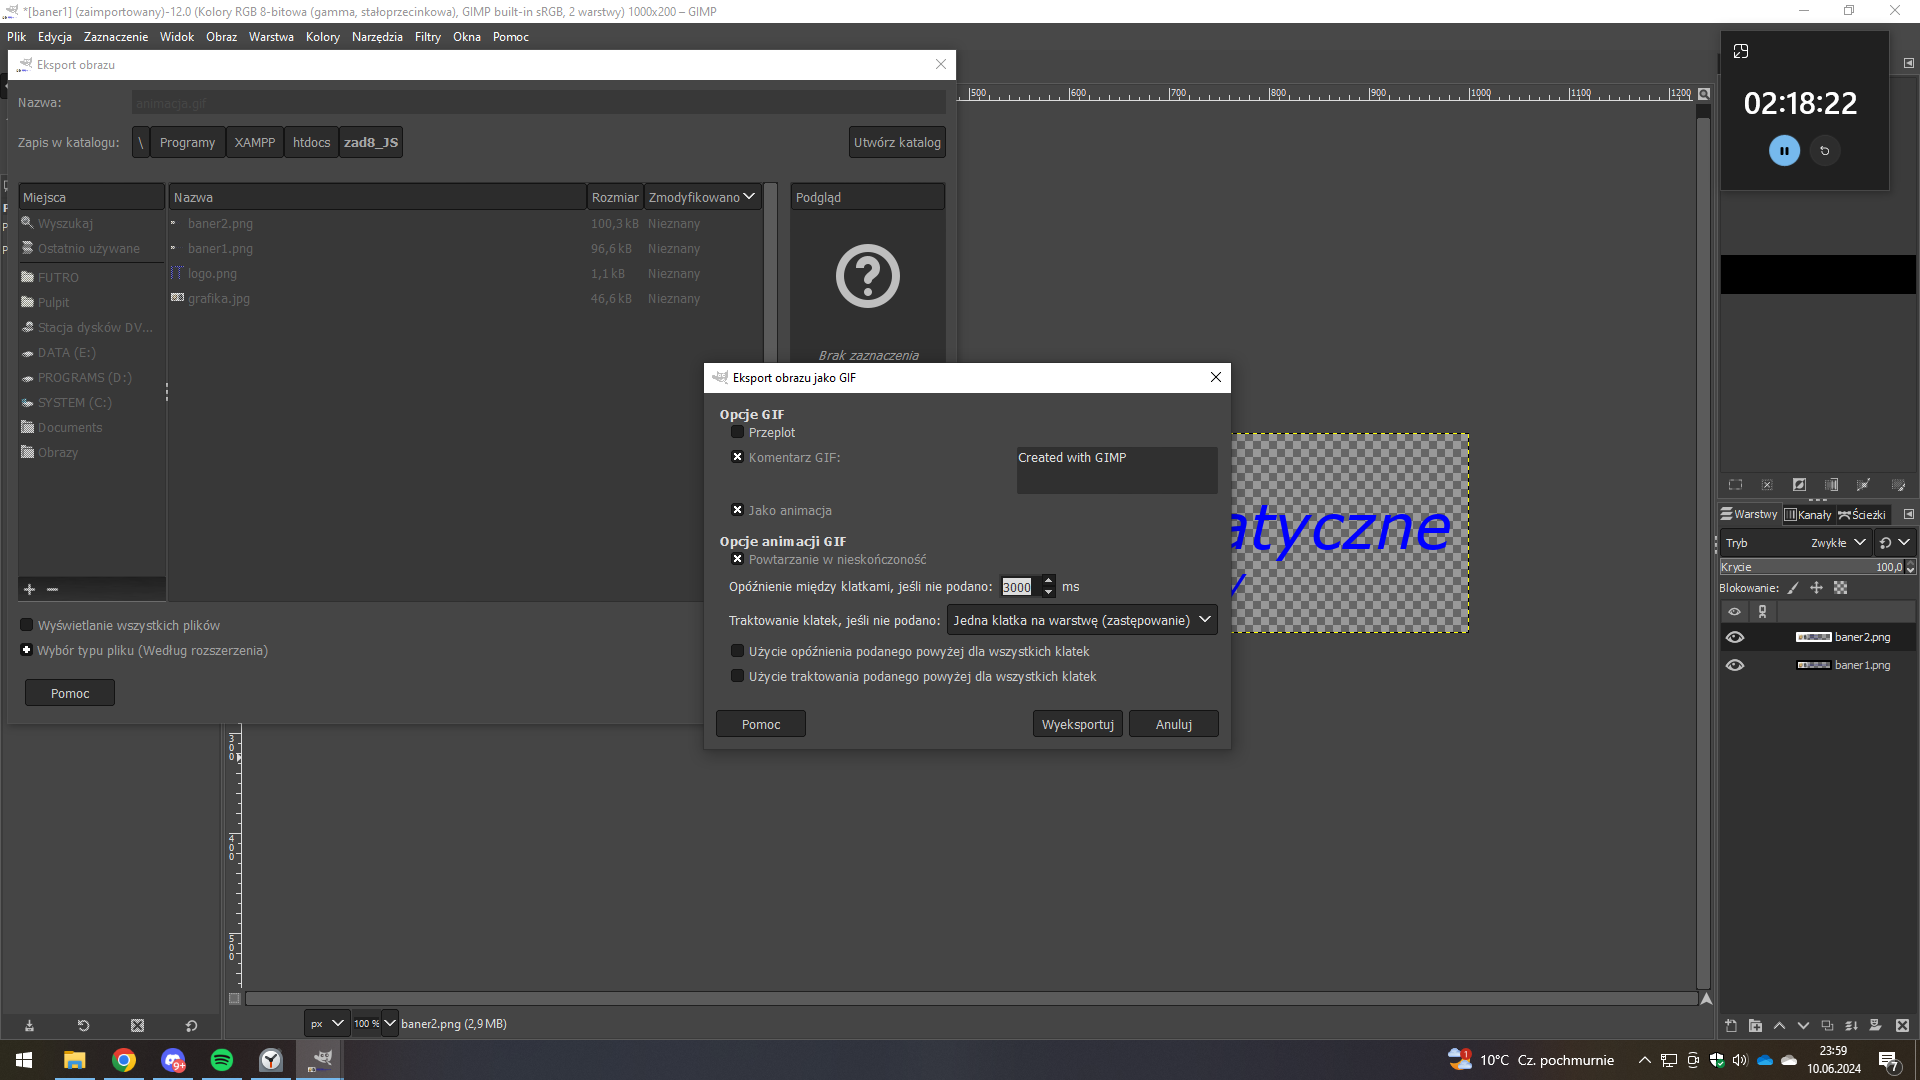 *[baner1] (zaimportowany)-12.0 (Kolory RGB 8-bitowa (gamma, stałoprzecinkowa), GIMP built-in sRGB, 2 warstwy) 1000x200 – GIMP
Plik Edycja Zaznaczenie Widok Obraz Warstwa Kolory Narzędzia Filtry Okna Pomoc
Eksport obrazu
Nazwa: animacja.gif
Zapis w katalogu: \ Programy XAMPP htdocs zad8_JS Utwórz katalog
Miejsca Nazwa Rozmiar Zmodyfikowano Podgląd
Wyszukaj baner2.png 100,3 kB Nieznany
Ostatnio używane baner1.png 96,6 kB Nieznany
FUTRO logo.png 1,1 kB Nieznany
Pulpit grafika.jpg 46,6 kB Nieznany
Stacja dysków DV...
DATA (E:)
PROGRAMS (D:)
SYSTEM (C:)
Documents
Obrazy
Brak zaznaczenia
Wyświetlanie wszystkich plików
Wybór typu pliku (Według rozszerzenia)
Pomoc
Eksport obrazu jako GIF
Opcje GIF
Przeplot
Komentarz GIF: Created with GIMP
Jako animacja
Opcje animacji GIF
Powtarzanie w nieskończoność
Opóźnienie między klatkami, jeśli nie podano: 3000 ms
Traktowanie klatek, jeśli nie podano: Jedna klatka na warstwę (zastępowanie)
Użycie opóźnienia podanego powyżej dla wszystkich klatek
Użycie traktowania podanego powyżej dla wszystkich klatek
Pomoc Wyeksportuj Anuluj
500 600 700 800 900 1000 1100 1200
atyczne
y
300
400
500
px 100 % baner2.png (2,9 MB)
02:18:22
Warstwy Kanały Ścieżki
Tryb Zwykłe
Krycie 100,0
Blokowanie:
baner2.png
baner1.png
9+
1
10°C Cz. pochmurnie
23:59
10.06.2024
7